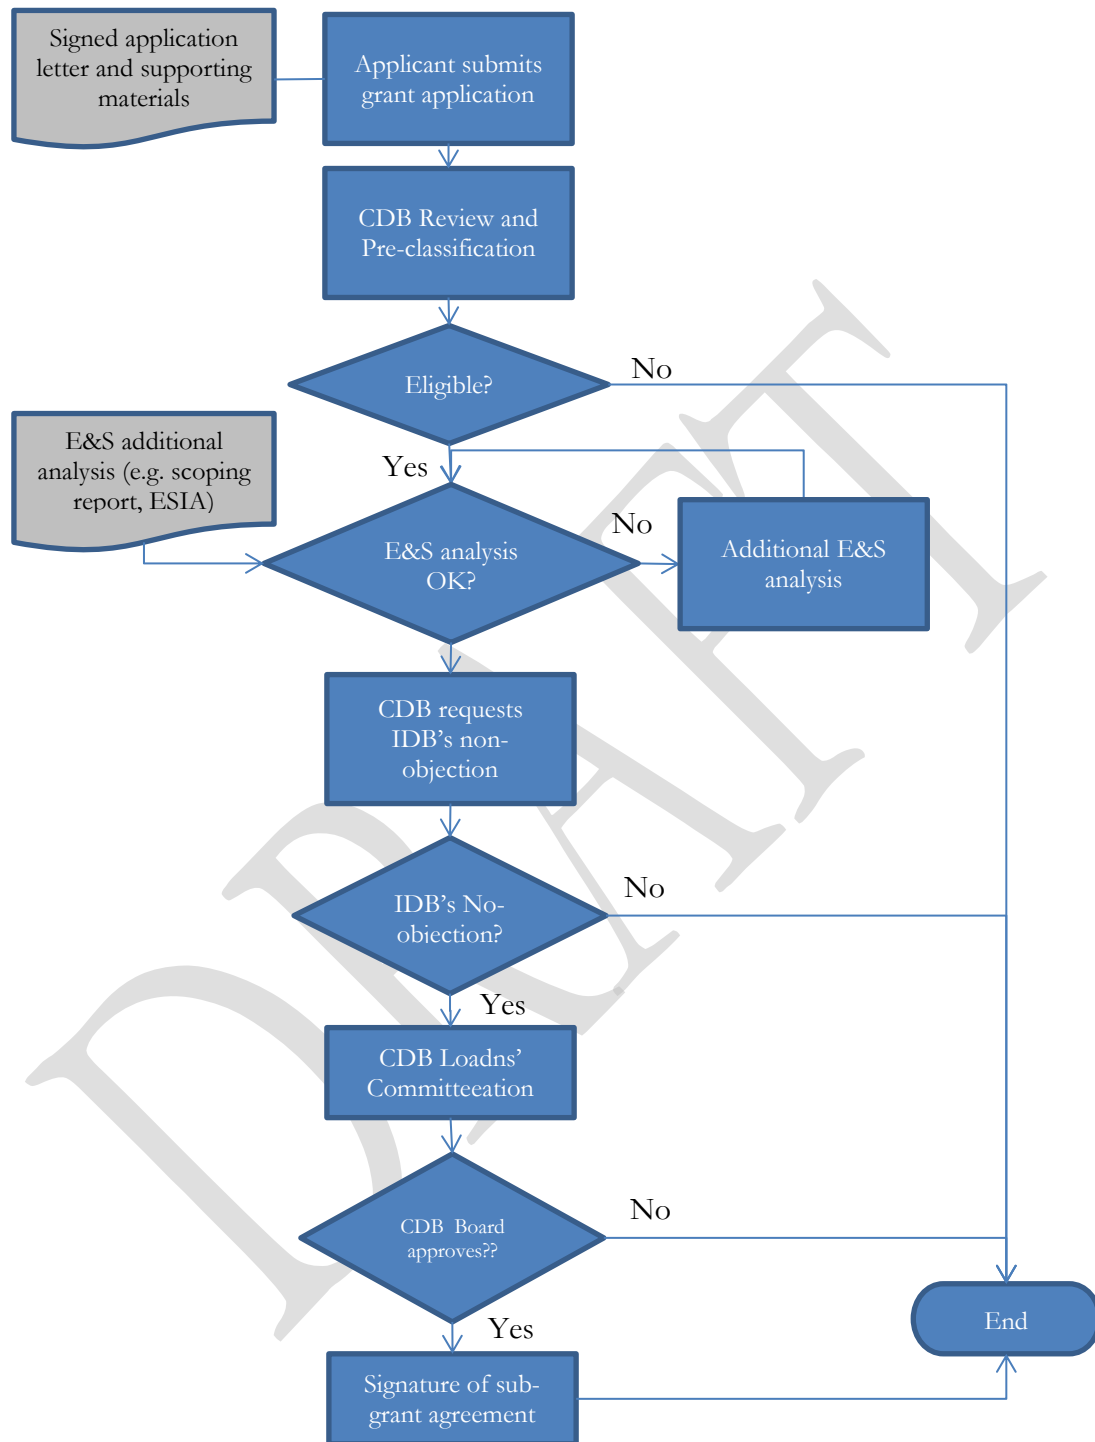 Signed application
letter and supporting
materials
Applicant submits
grant application
CDB Review and
Pre-classification
Eligible?
No
Yes
E&S additional
analysis (e.g. scoping
report, ESIA)
E&S analysis
OK?
No
Additional E&S
analysis
CDB requests
IDB’s non-
objection
IDB’s No-
objection?
No
Yes
CDB Loadns’
Committeeation
CDB  Board
approves??
No
Yes
End
Signature of sub-
grant agreement
DRAFT